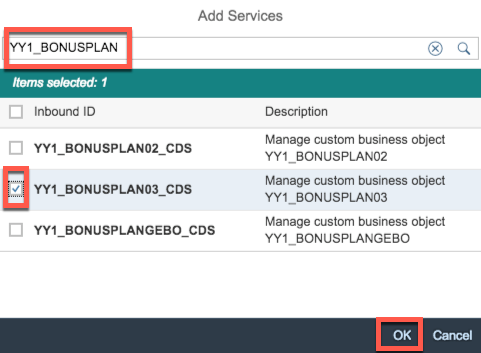 Add Services
YY1_BONUSPLAN
Items selected: 1
Inbound ID Description
YY1_BONUSPLAN02_CDS Manage custom business object
YY1_BONUSPLAN02
YY1_BONUSPLAN03_CDS Manage custom business object
YY1_BONUSPLAN03
YY1_BONUSPLANGEBO_CDS Manage custom business object
YY1_BONUSPLANGEBO
OK Cancel